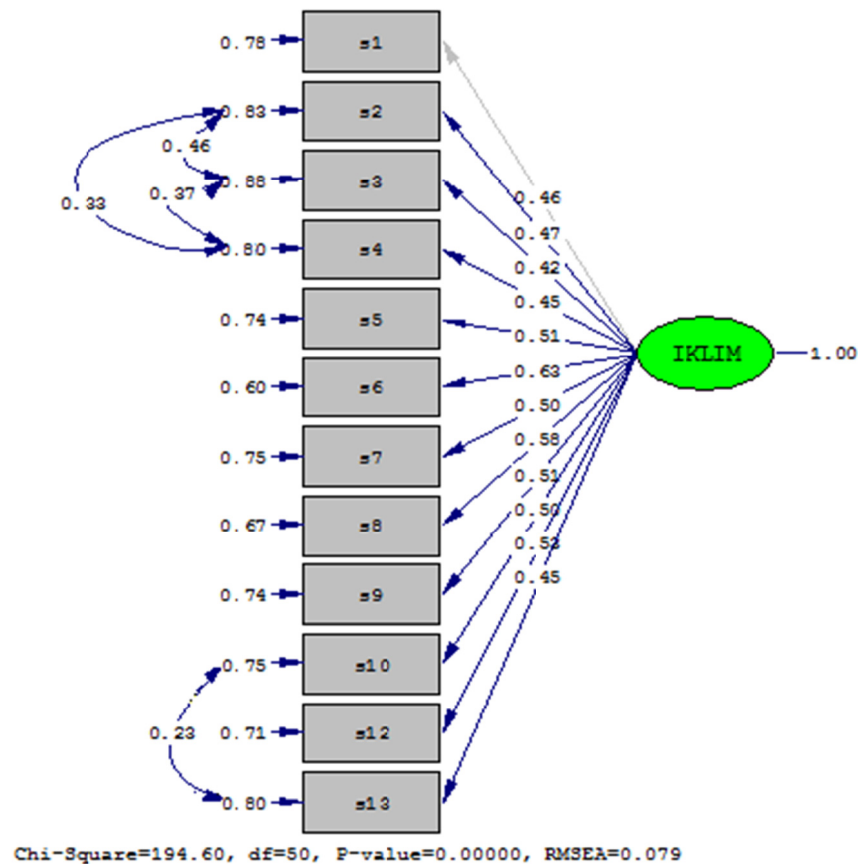 0.78 s1
0.83 s2
0.46
0.88 s3
0.37
0.33
0.80 s4
0.74 s5
0.60 s6
0.75 s7
0.67 s8
0.74 s9
0.75 s10
0.23
0.71 s12
0.80 s13
0.46
0.47
0.42
0.45
0.51
0.63
0.50
0.58
0.51
0.50
0.53
0.45
IKLIM 1.00
Chi-Square=194.60, df=50, P-value=0.00000, RMSEA=0.079